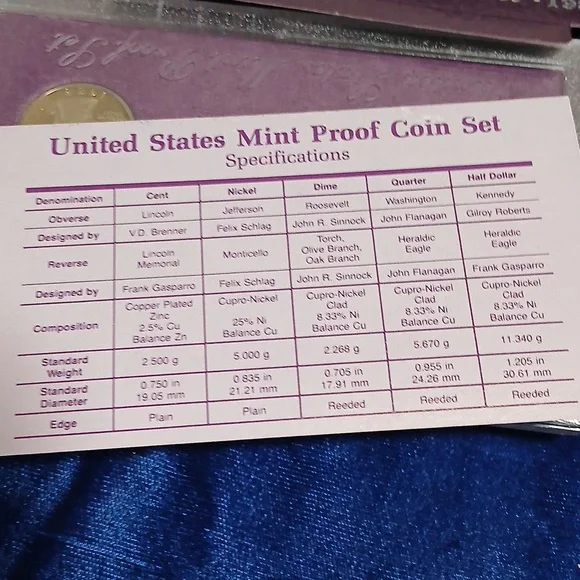 United States Mint Proof Coin Set
Specifications
Denomination Cent Nickel Dime Quarter Half Dollar
Obverse Lincoln Jefferson Roosevelt Washington Kennedy
Designed by V.D. Brenner Felix Schlag John R. Sinnock John Flanagan Gilroy Roberts
Reverse Lincoln Memorial Monticello Torch, Olive Branch, Oak Branch Heraldic Eagle Heraldic Eagle
Designed by Frank Gasparro Felix Schlag John R. Sinnock John Flanagan Frank Gasparro
Composition Copper Plated Zinc 2.5% Cu Balance Zn Cupro-Nickel 25% Ni Balance Cu Cupro-Nickel Clad 8.33% Ni Balance Cu Cupro-Nickel Clad 8.33% Ni Balance Cu Cupro-Nickel Clad 8.33% Ni Balance Cu
Standard Weight 2.500 g 5.000 g 2.268 g 5.670 g 11.340 g
Standard Diameter 0.750 in 19.05 mm 0.835 in 21.21 mm 0.705 in 17.91 mm 0.955 in 24.26 mm 1.205 in 30.61 mm
Edge Plain Plain Reeded Reeded Reeded
Proof Set